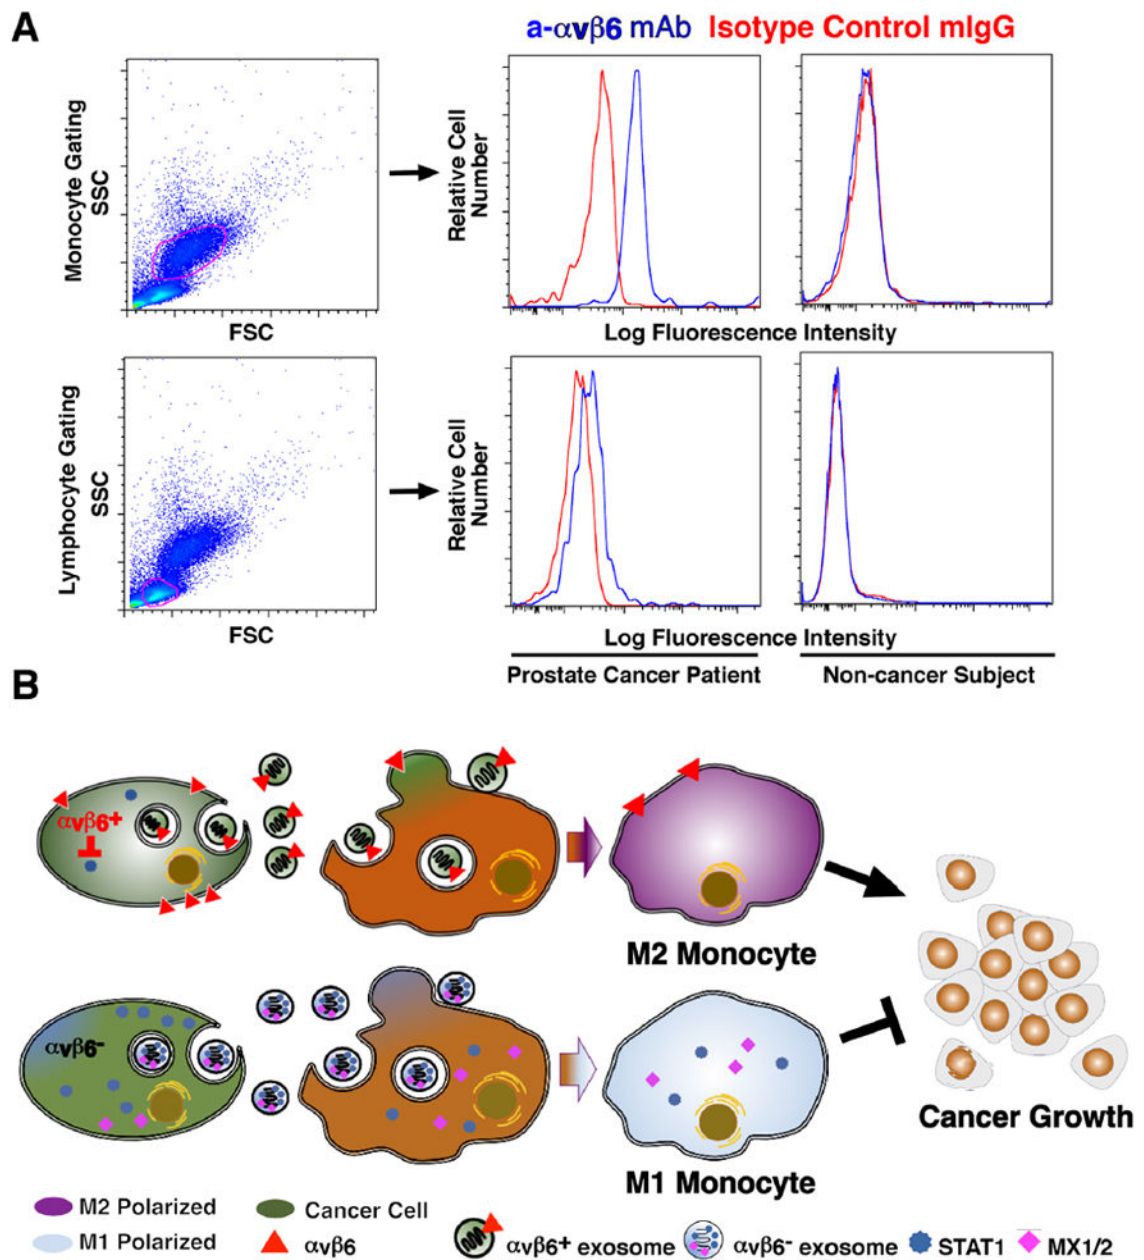 A
a-αvβ6 mAb Isotype Control mIgG
Monocyte Gating
SSC
FSC
Relative Cell
Number
Log Fluorescence Intensity
Lymphocyte Gating
SSC
FSC
Relative Cell
Number
Log Fluorescence Intensity
Prostate Cancer Patient
Non-cancer Subject
B
αvβ6+
M2 Monocyte
αvβ6-
M1 Monocyte
Cancer Growth
M2 Polarized
Cancer Cell
M1 Polarized
αvβ6
αvβ6+ exosome
αvβ6- exosome
STAT1
MX1/2